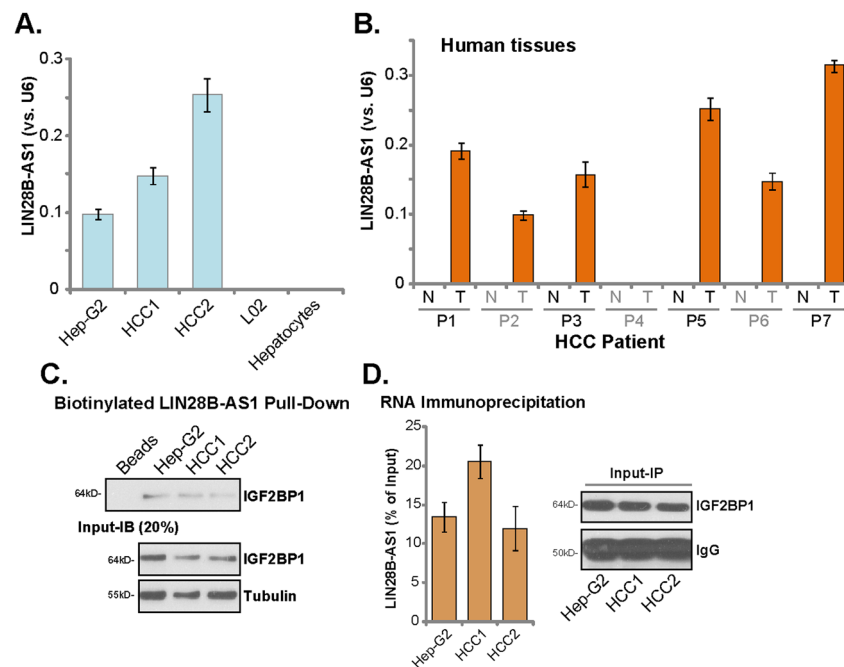 A.
LIN28B-AS1 (vs. U6)
0.3
0.2
0.1
0
Hep-G2
HCC1
HCC2
L02
Hepatocytes
B.
Human tissues
LIN28B-AS1 (vs. U6)
0.3
0.2
0.1
0
N T N T N T N T N T N T N T
P1 P2 P3 P4 P5 P6 P7
HCC Patient
C.
Biotinylated LIN28B-AS1 Pull-Down
Beads
Hep-G2
HCC1
HCC2
64kD- IGF2BP1
Input-IB (20%)
64kD- IGF2BP1
55kD- Tubulin
D.
RNA Immunoprecipitation
LIN28B-AS1 (% of Input)
25
20
15
10
5
0
Hep-G2
HCC1
HCC2
Input-IP
64kD- IGF2BP1
50kD- IgG
Hep-G2
HCC1
HCC2